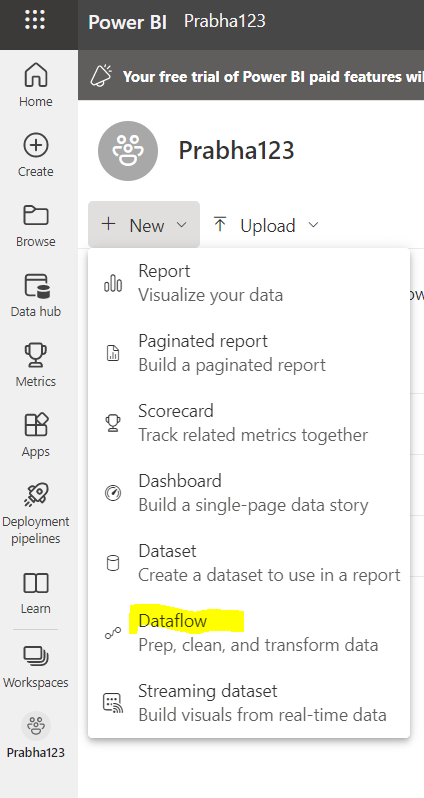 Power BI Prabha123
Your free trial of Power BI paid features wil
Home
Create
Browse
Data hub
Metrics
Apps
Deployment
pipelines
Learn
Workspaces
Prabha123
Prabha123
New Upload
Report
Visualize your data
Paginated report
Build a paginated report
Scorecard
Track related metrics together
Dashboard
Build a single-page data story
Dataset
Create a dataset to use in a report
Dataflow
Prep, clean, and transform data
Streaming dataset
Build visuals from real-time data